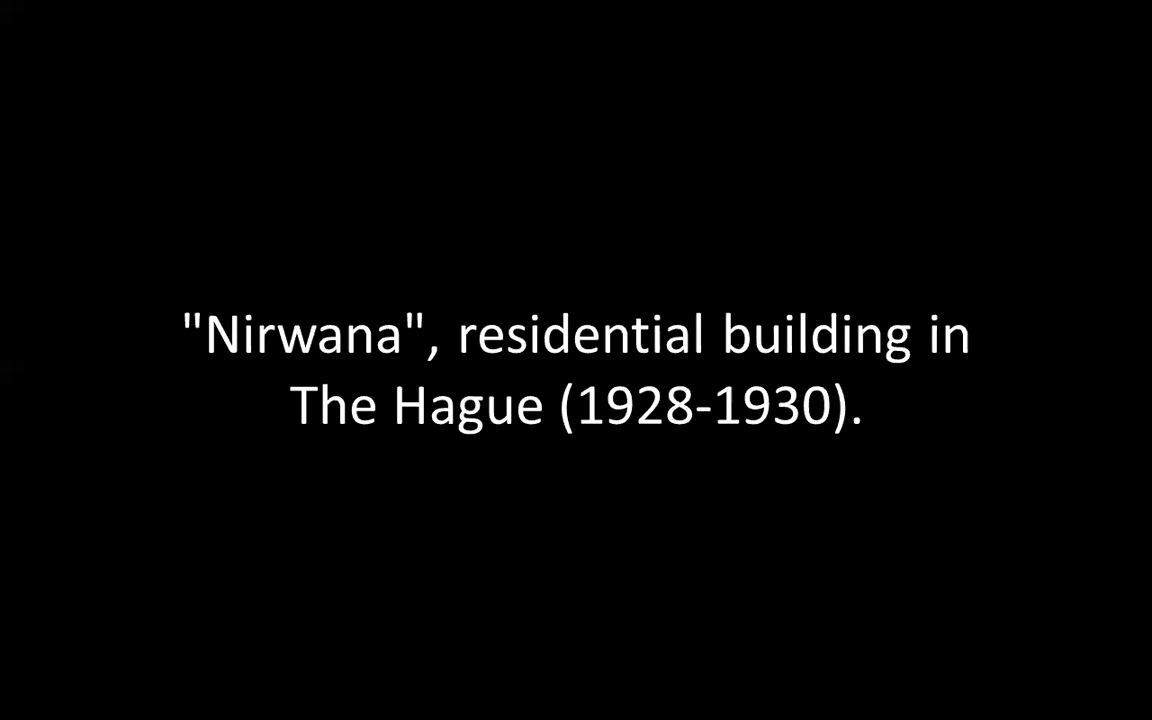 "Nirwana", residential building in
The Hague (1928-1930).